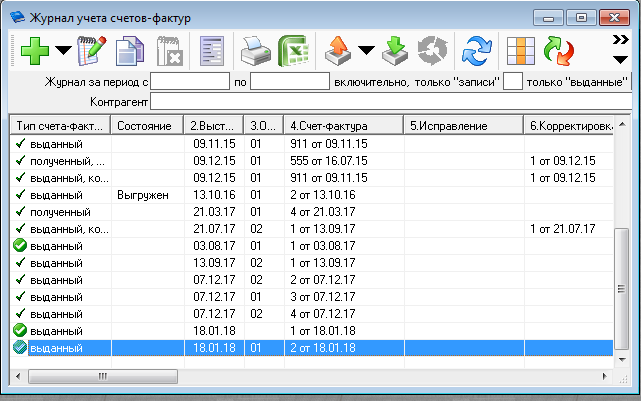 Журнал учета счетов-фактур
Журнал за период с по включительно, только "записи" только "выданные"
Контрагент
Тип счета-факт... Состояние 2.Выст... 3.О... 4.Счет-фактура 5.Исправление 6.Корректировк
выданный 09.11.15 01 911 от 09.11.15
полученный, ... 09.12.15 01 555 от 16.07.15 1 от 09.12.15
выданный, ко... 09.12.15 01 911 от 09.11.15 1 от 09.12.15
выданный Выгружен 13.10.16 01 2 от 13.10.16
полученный 21.03.17 01 4 от 21.03.17
выданный, ко... 21.07.17 02 1 от 13.09.17 1 от 21.07.17
выданный 03.08.17 01 1 от 03.08.17
выданный 13.09.17 02 1 от 13.09.17
выданный 07.12.17 02 2 от 07.12.17
выданный 07.12.17 01 3 от 07.12.17
выданный 07.12.17 02 4 от 07.12.17
выданный 18.01.18 1 от 18.01.18
выданный 18.01.18 01 2 от 18.01.18